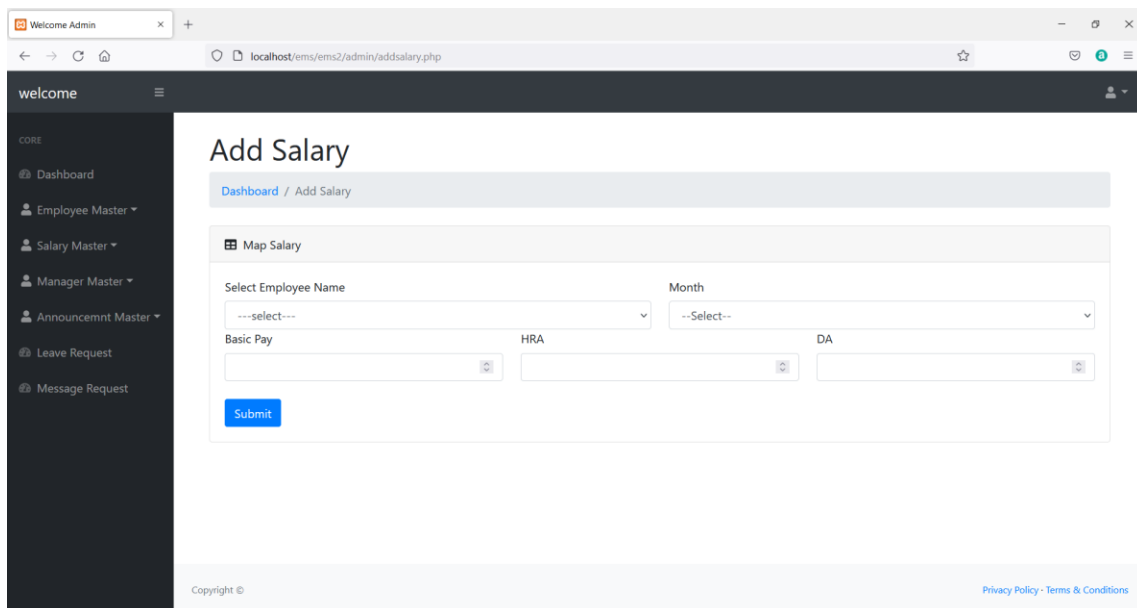 Welcome Admin
localhost/ems/ems2/admin/addsalary.php
welcome
CORE
Dashboard
Employee Master
Salary Master
Manager Master
Announcemnt Master
Leave Request
Message Request
Add Salary
Dashboard / Add Salary
Map Salary
Select Employee Name Month
---select--- --Select--
Basic Pay HRA DA
Submit
Copyright © Privacy Policy · Terms & Conditions